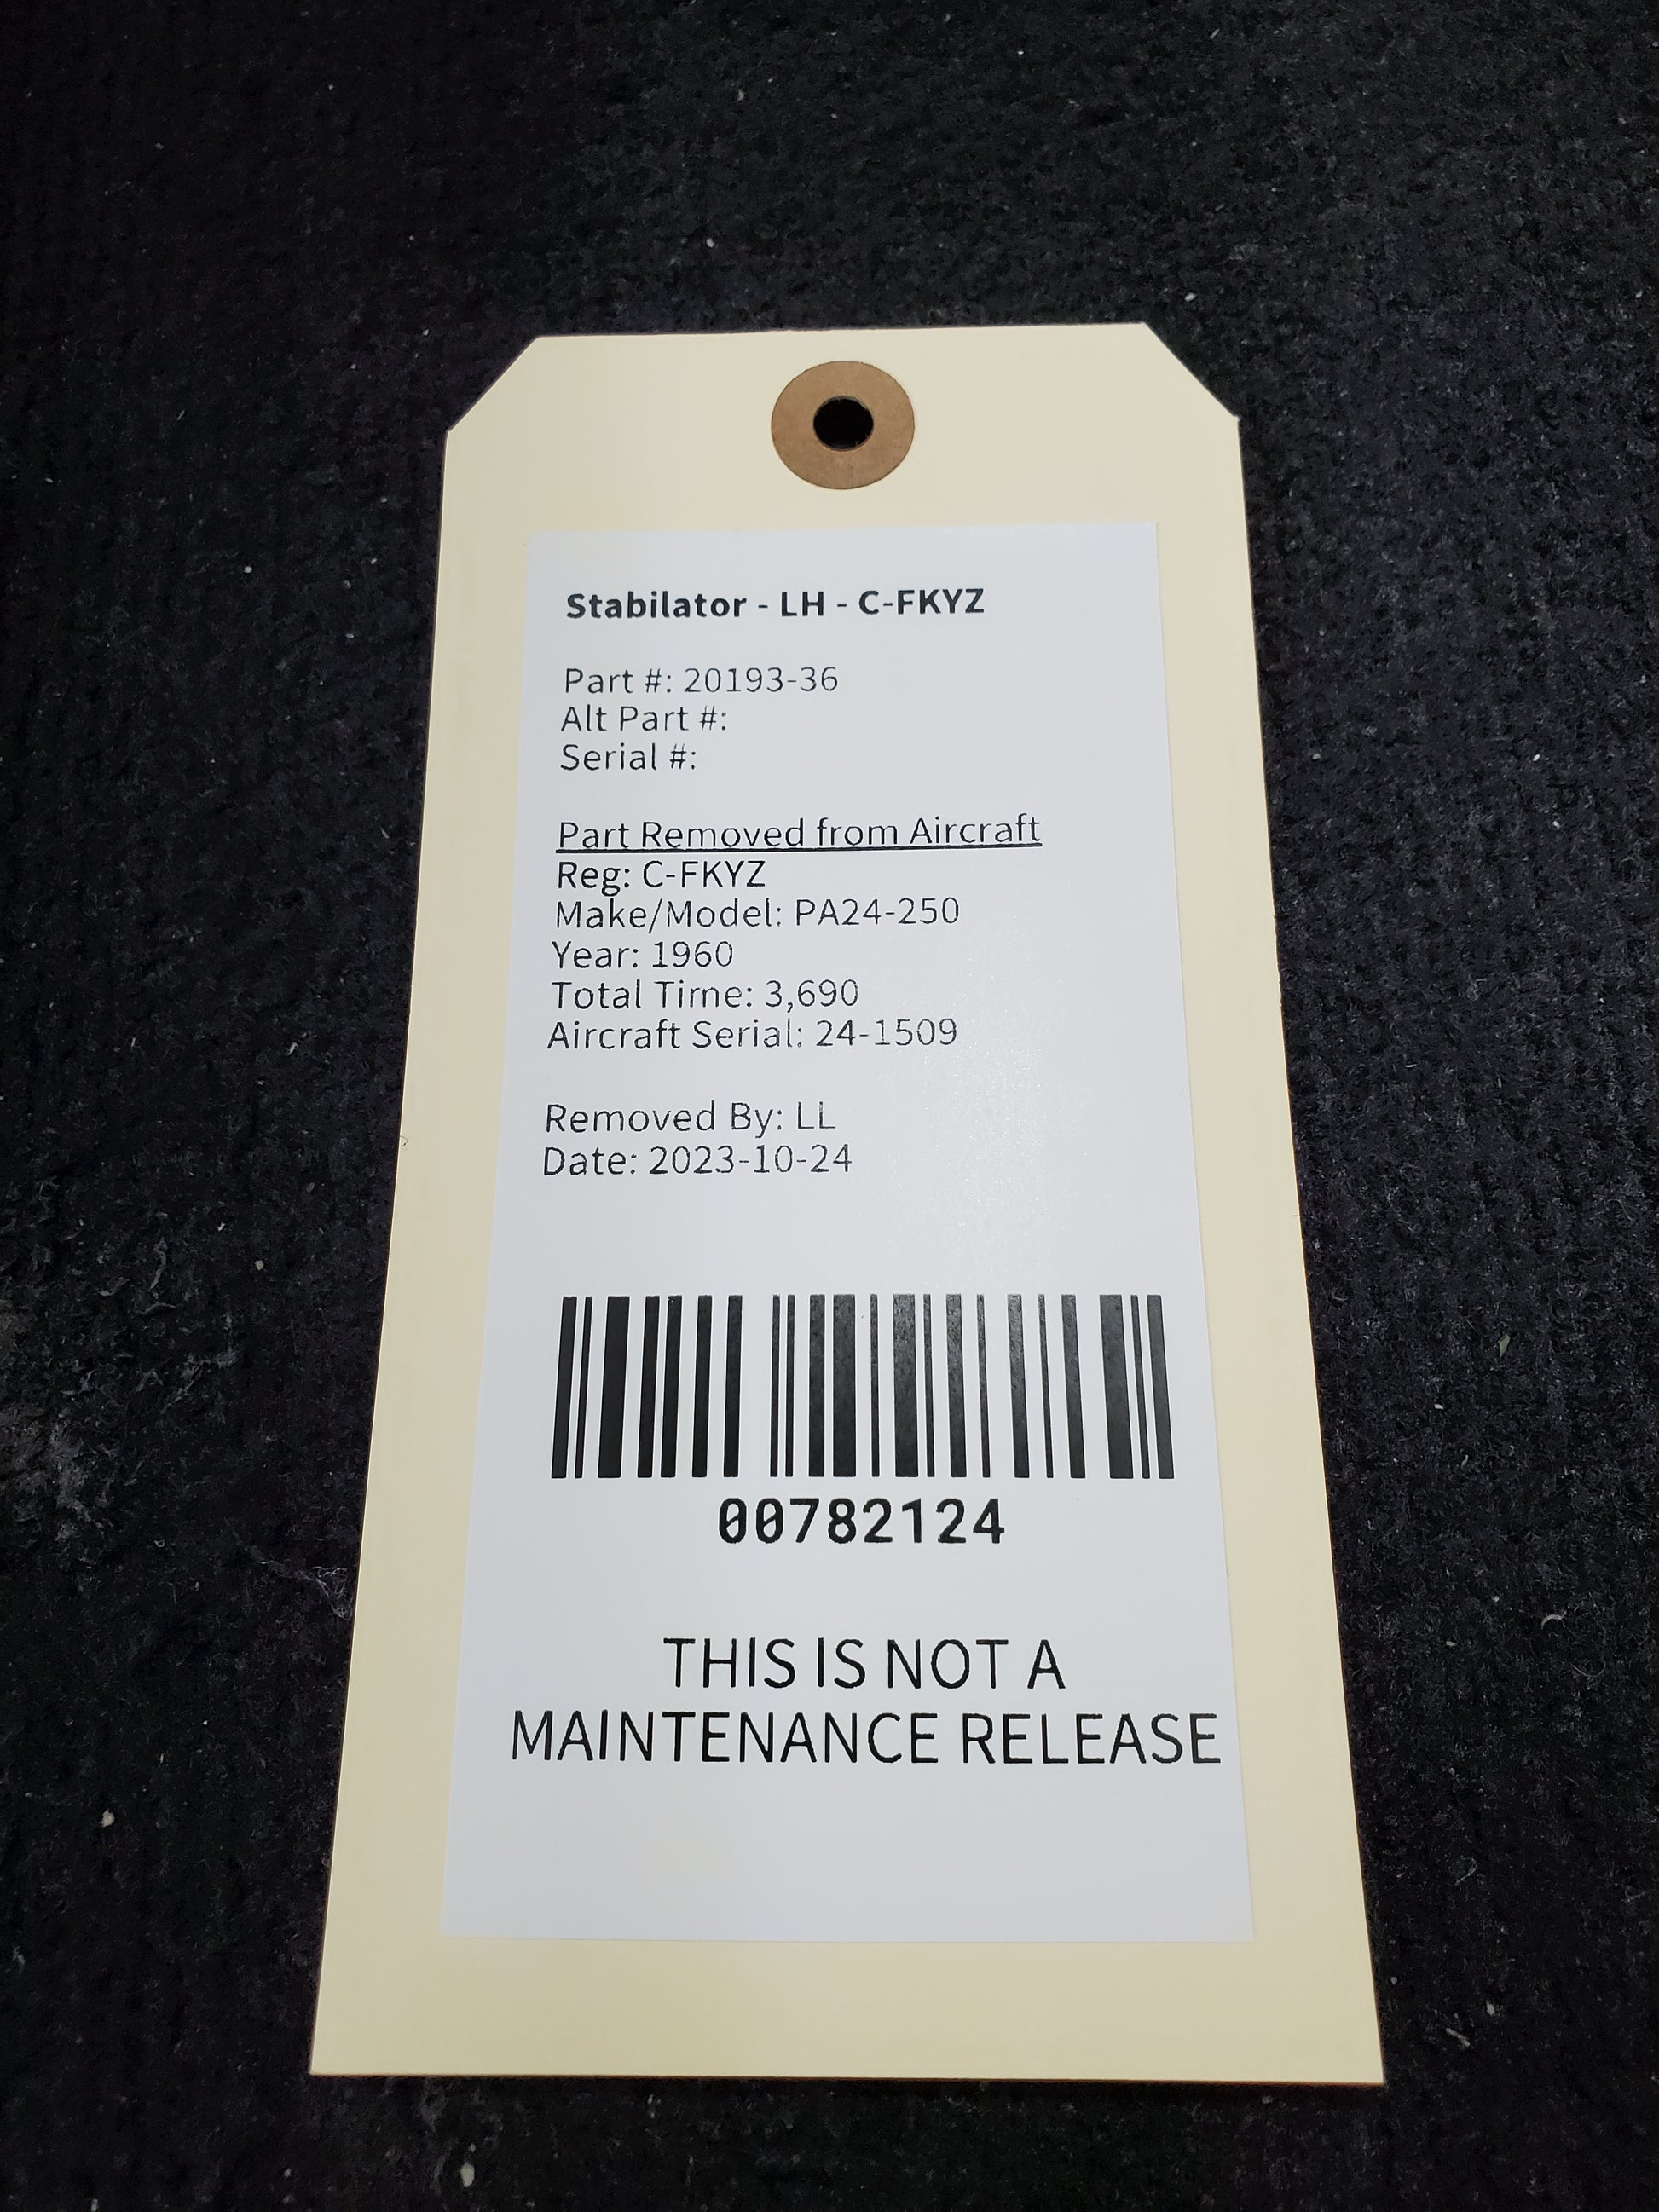 Stabilator - LH - C-FKYZ
Part #: 20193-36
Alt Part #:
Serial #:
Part Removed from Aircraft
Reg: C-FKYZ
Make/Model: PA24-250
Year: 1960
Total Time: 3,690
Aircraft Serial: 24-1509
Removed By: LL
Date: 2023-10-24
00782124
THIS IS NOT A
MAINTENANCE RELEASE